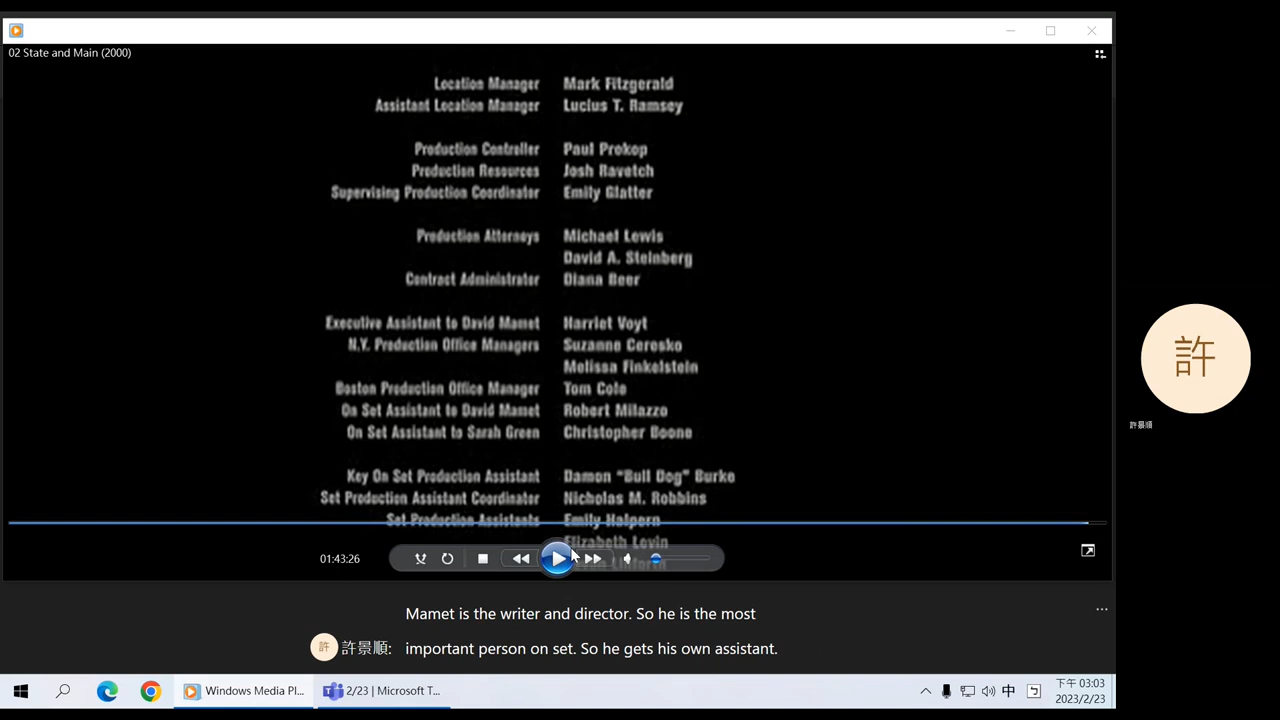 02 State and Main (2000)
Location Manager Mark Fitzgerald
Assistant Location Manager Lucius T. Ramsey
Production Controller Paul Prokop
Production Resources Josh Ravetch
Supervising Production Coordinator Emily Glatter
Production Attorneys Michael Lewis
David A. Steinberg
Contract Administrator Diana Beer
Executive Assistant to David Mamet Harriet Voyt
N.Y. Production Office Managers Suzanne Ceresko
Melissa Finkelstein
Boston Production Office Manager Tom Cole
On Set Assistant to David Mamet Robert Milazzo
On Set Assistant to Sarah Green Christopher Boone
Key On Set Production Assistant Damon "Bull Dog" Burke
Set Production Assistant Coordinator Nicholas M. Robbins
Set Production Assistants Emily Halpern
Elizabeth Levin
01:43:26
許
許景順
Mamet is the writer and director. So he is the most
許 許景順: important person on set. So he gets his own assistant.
Windows Media Pl...
2/23 | Microsoft T...
中
下午 03:03
2023/2/23